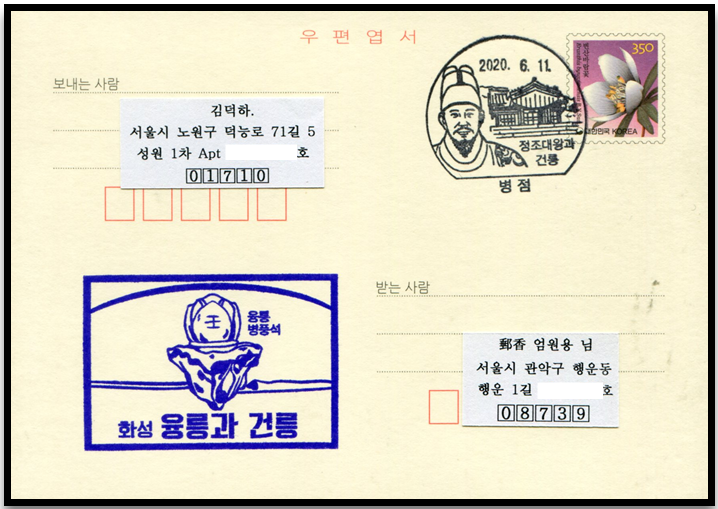 우편엽서
보내는 사람
김덕하.
서울시 노원구 덕능로 71길 5
성원 1차 Apt 호
01710
2020. 6. 11.
정조대왕과
건릉
병점
350
대한민국 KOREA
융릉
병풍석
王
화성 융릉과 건릉
받는 사람
郵香 엄원용 님
서울시 관악구 행운동
행운 1길 호
08739